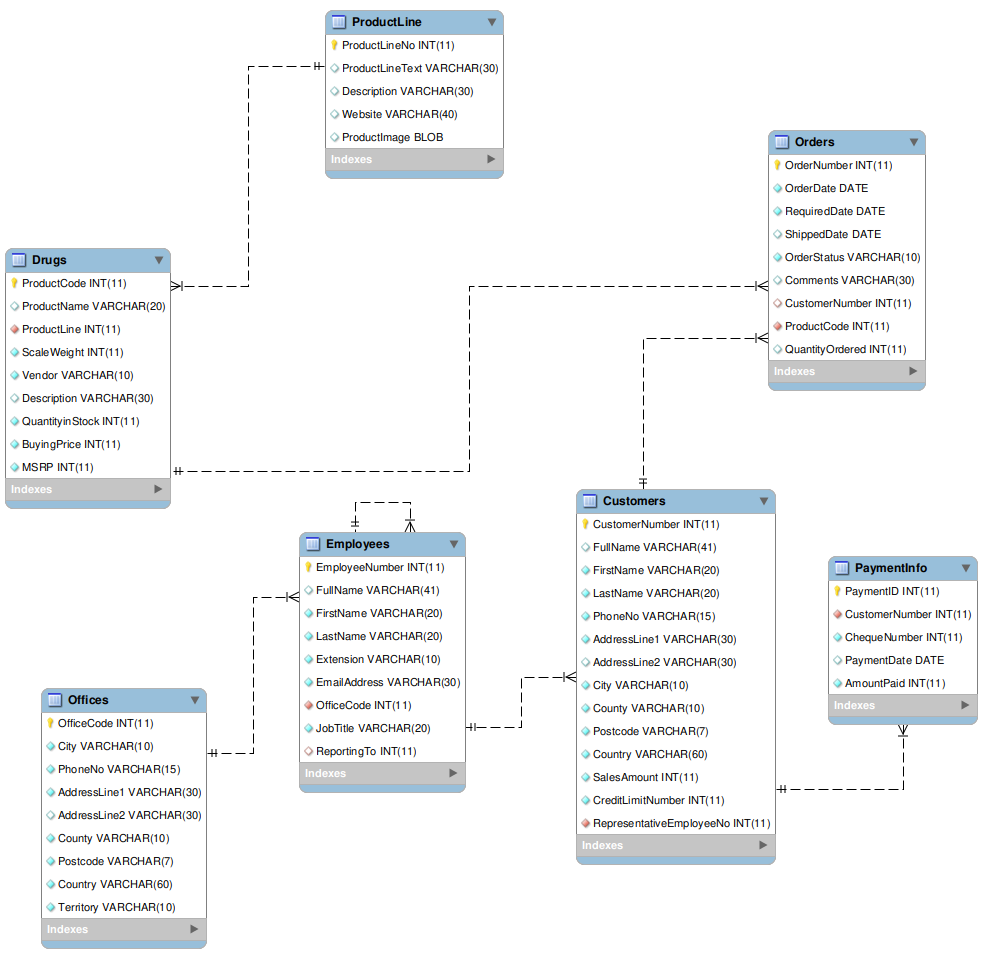 ProductLine
ProductLineNo INT(11)
ProductLineText VARCHAR(30)
Description VARCHAR(30)
Website VARCHAR(40)
ProductImage BLOB
Indexes
Orders
OrderNumber INT(11)
OrderDate DATE
RequiredDate DATE
ShippedDate DATE
OrderStatus VARCHAR(10)
Comments VARCHAR(30)
CustomerNumber INT(11)
ProductCode INT(11)
QuantityOrdered INT(11)
Indexes
Drugs
ProductCode INT(11)
ProductName VARCHAR(20)
ProductLine INT(11)
ScaleWeight INT(11)
Vendor VARCHAR(10)
Description VARCHAR(30)
QuantityinStock INT(11)
BuyingPrice INT(11)
MSRP INT(11)
Indexes
Employees
EmployeeNumber INT(11)
FullName VARCHAR(41)
FirstName VARCHAR(20)
LastName VARCHAR(20)
Extension VARCHAR(10)
EmailAddress VARCHAR(30)
OfficeCode INT(11)
JobTitle VARCHAR(20)
ReportingTo INT(11)
Indexes
Customers
CustomerNumber INT(11)
FullName VARCHAR(41)
FirstName VARCHAR(20)
LastName VARCHAR(20)
PhoneNo VARCHAR(15)
AddressLine1 VARCHAR(30)
AddressLine2 VARCHAR(30)
City VARCHAR(10)
County VARCHAR(10)
Postcode VARCHAR(7)
Country VARCHAR(60)
SalesAmount INT(11)
CreditLimitNumber INT(11)
RepresentativeEmployeeNo INT(11)
Indexes
PaymentInfo
PaymentID INT(11)
CustomerNumber INT(11)
ChequeNumber INT(11)
PaymentDate DATE
AmountPaid INT(11)
Indexes
Offices
OfficeCode INT(11)
City VARCHAR(10)
PhoneNo VARCHAR(15)
AddressLine1 VARCHAR(30)
AddressLine2 VARCHAR(30)
County VARCHAR(10)
Postcode VARCHAR(7)
Country VARCHAR(60)
Territory VARCHAR(10)
Indexes